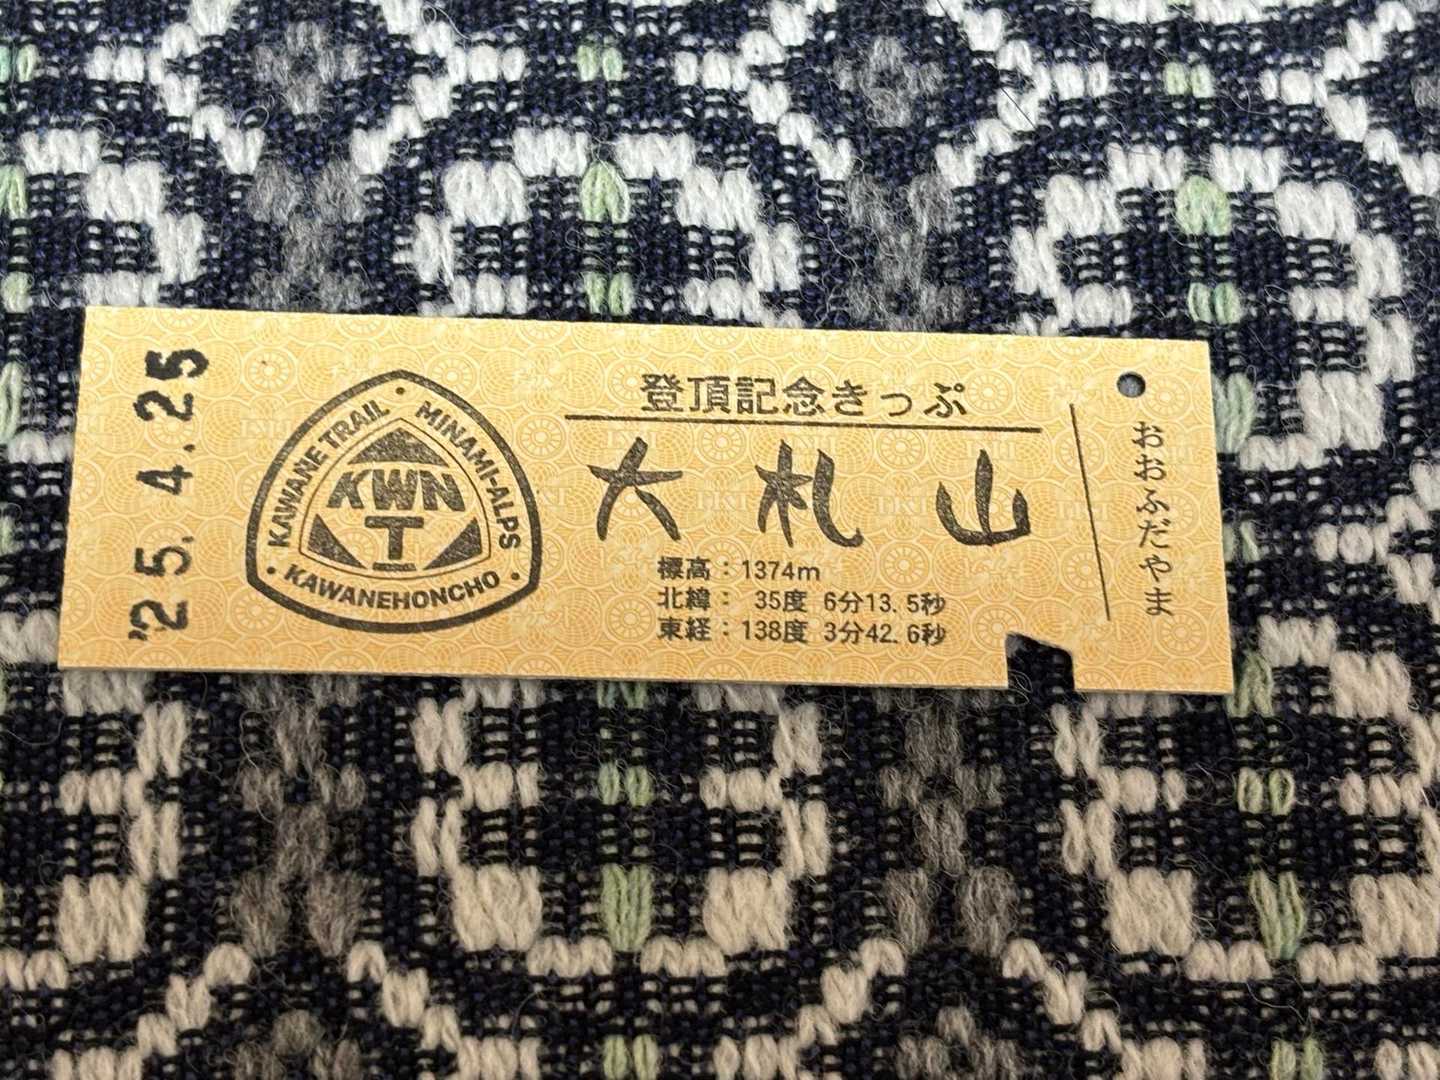 '25. 4. 25
KAWANE TRAIL・MINAMI-ALPS
KWN
T
・KAWANEHONCHO・
登頂記念きっぷ
大札山
標高：1374m
北緯： 35度 6分13.5秒
東経：138度 3分42.6秒
おおふだやま